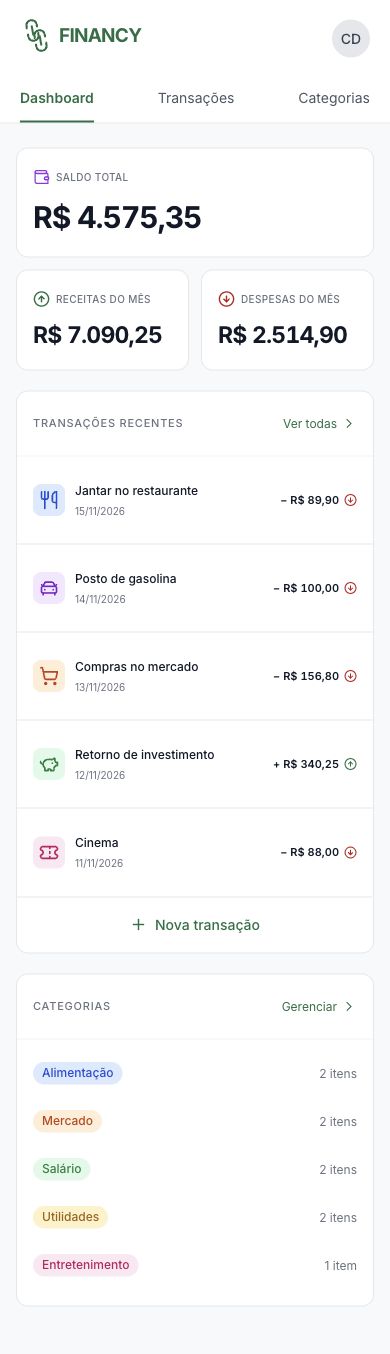 FINANCY
CD
Dashboard Transações Categorias
SALDO TOTAL
R$ 4.575,35
RECEITAS DO MÊS
R$ 7.090,25
DESPESAS DO MÊS
R$ 2.514,90
TRANSAÇÕES RECENTES Ver todas
Jantar no restaurante
15/11/2026
– R$ 89,90
Posto de gasolina
14/11/2026
– R$ 100,00
Compras no mercado
13/11/2026
– R$ 156,80
Retorno de investimento
12/11/2026
+ R$ 340,25
Cinema
11/11/2026
– R$ 88,00
Nova transação
CATEGORIAS Gerenciar
Alimentação 2 itens
Mercado 2 itens
Salário 2 itens
Utilidades 2 itens
Entretenimento 1 item